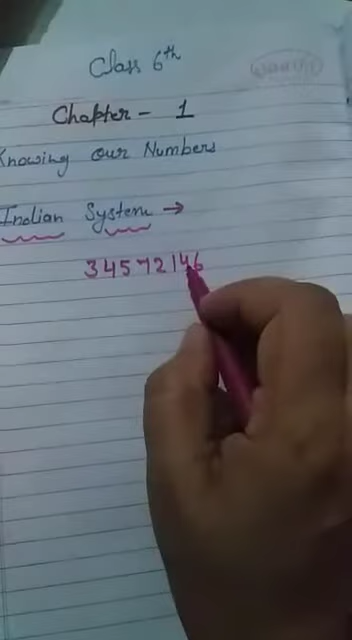 Class 6th
Chapter - 1
Knowing our Numbers
Indian System →
34572146